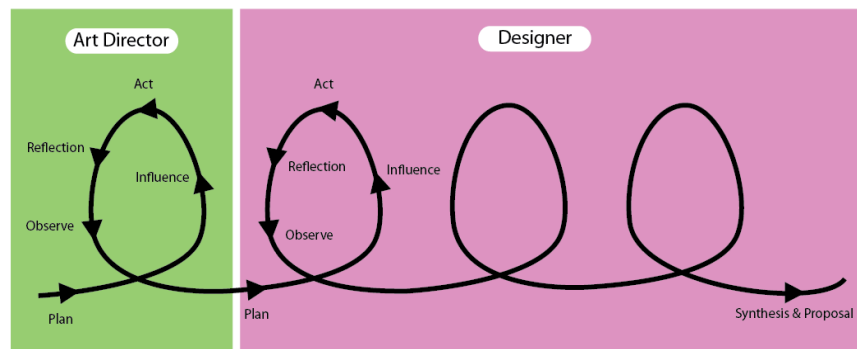 Art Director
Designer
Act
Act
Reflection
Reflection
Influence
Influence
Observe
Observe
Plan
Plan
Synthesis & Proposal